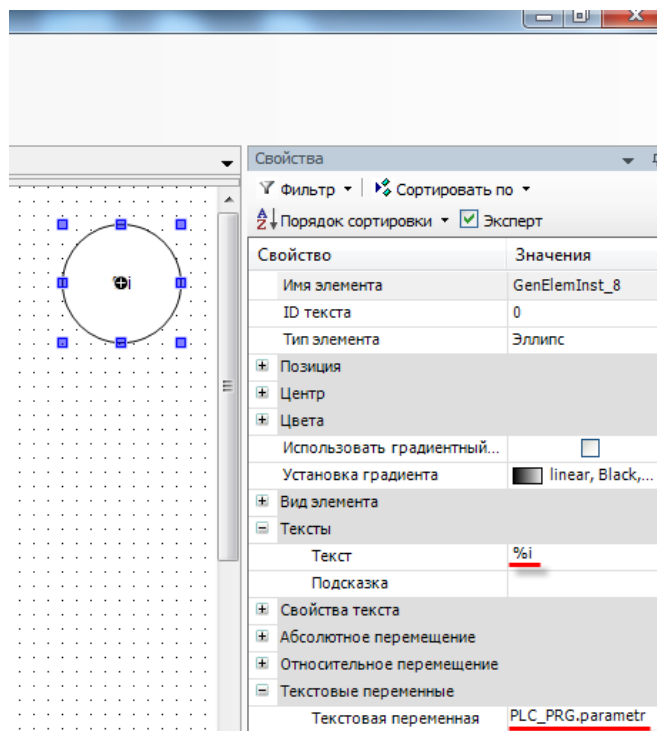 Свойства
Фильтр Сортировать по
Порядок сортировки Эксперт
Свойство Значения
Имя элемента GenElemInst_8
ID текста 0
Тип элемента Эллипс
Позиция
Центр
Цвета
Использовать градиентный...
Установка градиента linear, Black,...
Вид элемента
Тексты
Текст %i
Подсказка
Свойства текста
Абсолютное перемещение
Относительное перемещение
Текстовые переменные
Текстовая переменная PLC_PRG.parametr